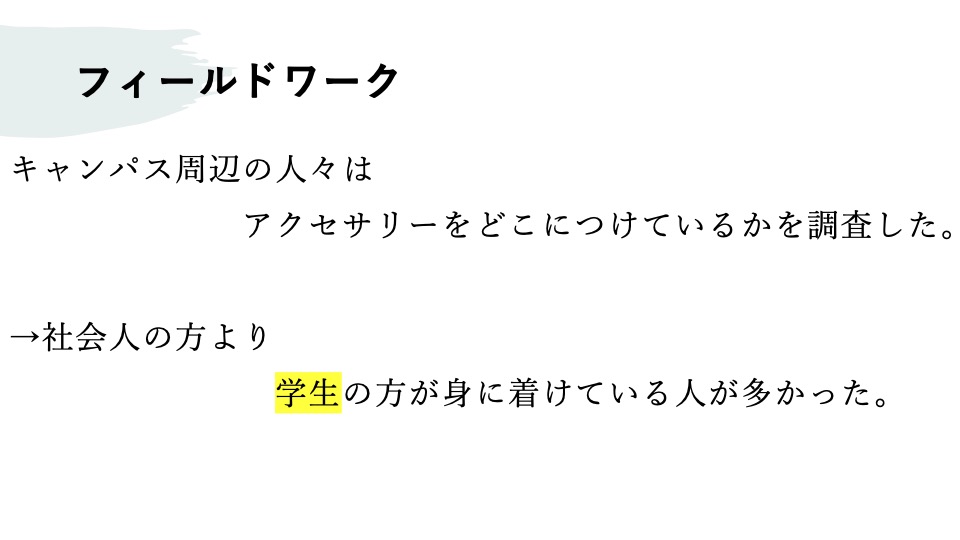 フィールドワーク
キャンパス周辺の人々は
アクセサリーをどこにつけているかを調査した。
→社会人の方より
学生の方が身に着けている人が多かった。